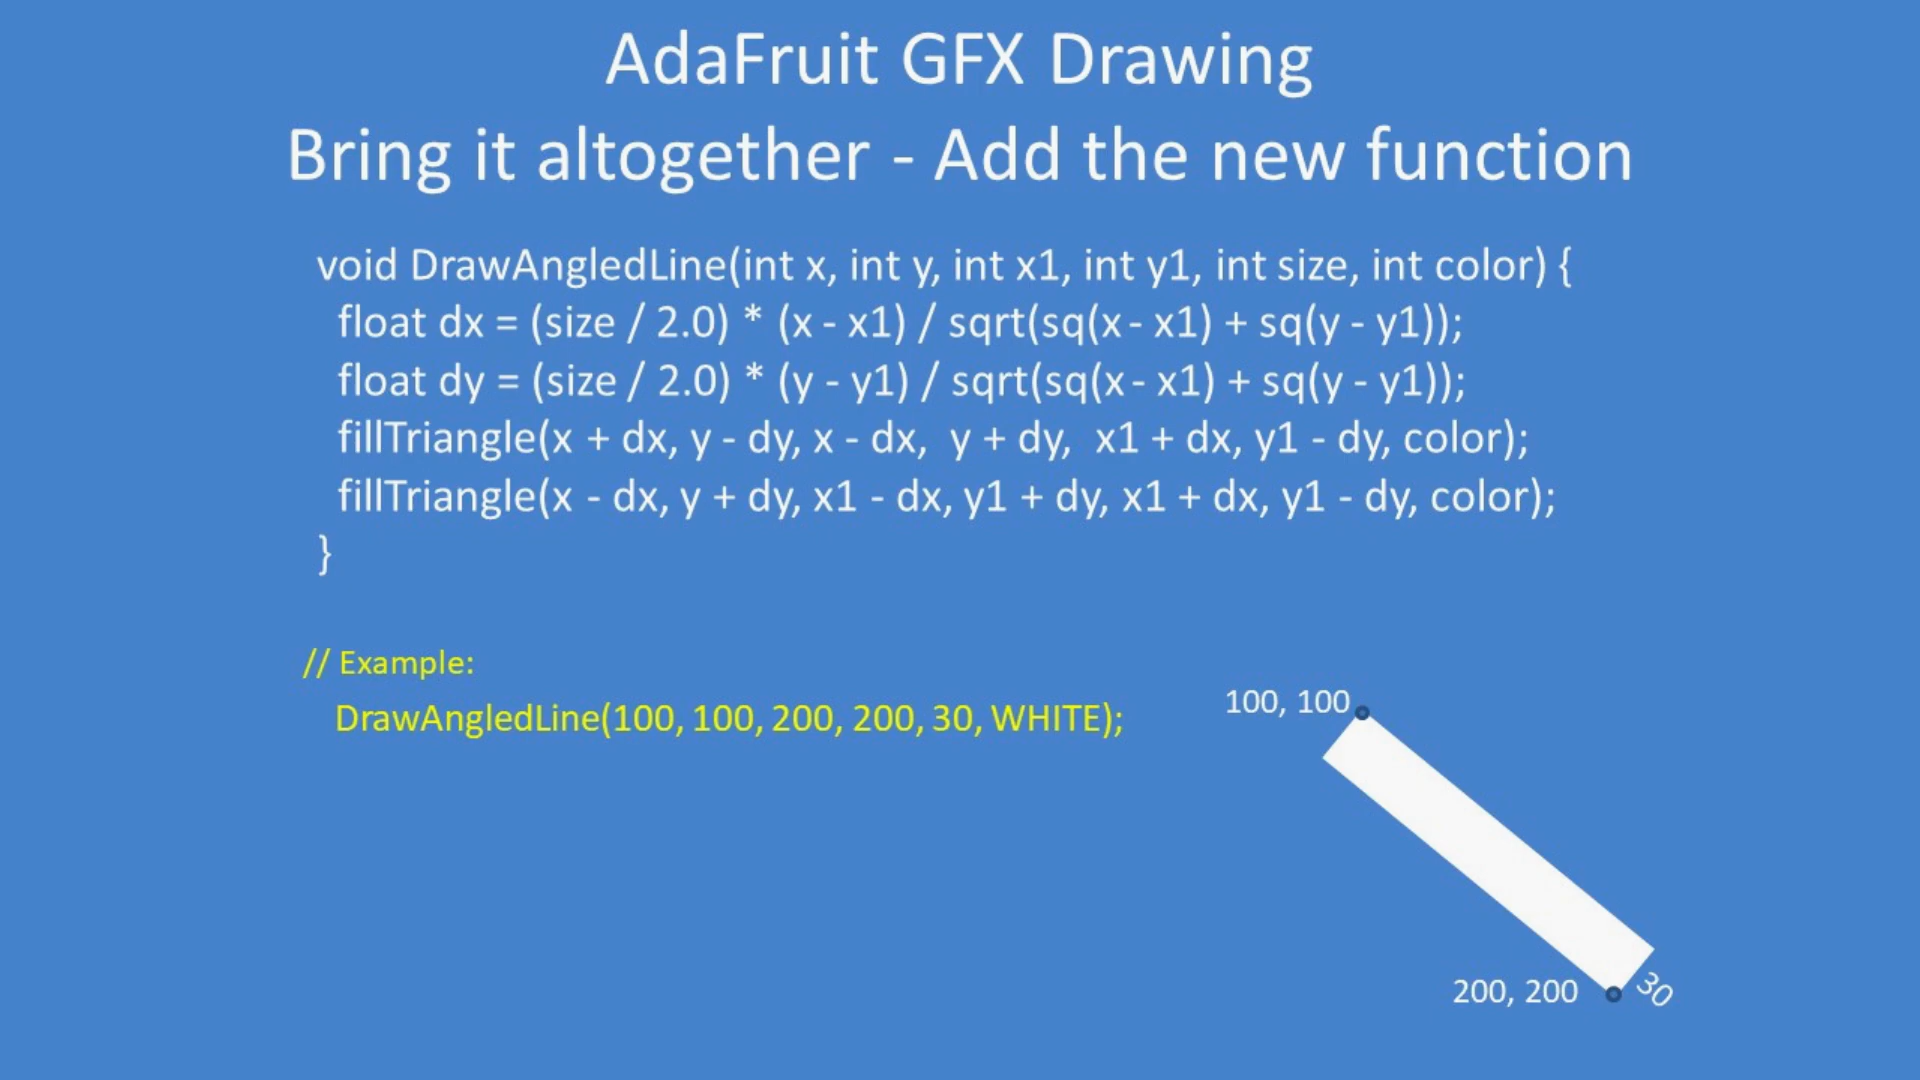 AdaFruit GFX Drawing
Bring it altogether - Add the new function
void DrawAngledLine(int x, int y, int x1, int y1, int size, int color) {
float dx = (size / 2.0) * (x - x1) / sqrt(sq(x - x1) + sq(y - y1));
float dy = (size / 2.0) * (y - y1) / sqrt(sq(x - x1) + sq(y - y1));
fillTriangle(x + dx, y - dy, x - dx, y + dy, x1 + dx, y1 - dy, color);
fillTriangle(x - dx, y + dy, x1 - dx, y1 + dy, x1 + dx, y1 - dy, color);
}
// Example:
DrawAngledLine(100, 100, 200, 200, 30, WHITE);
100, 100
200, 200
30